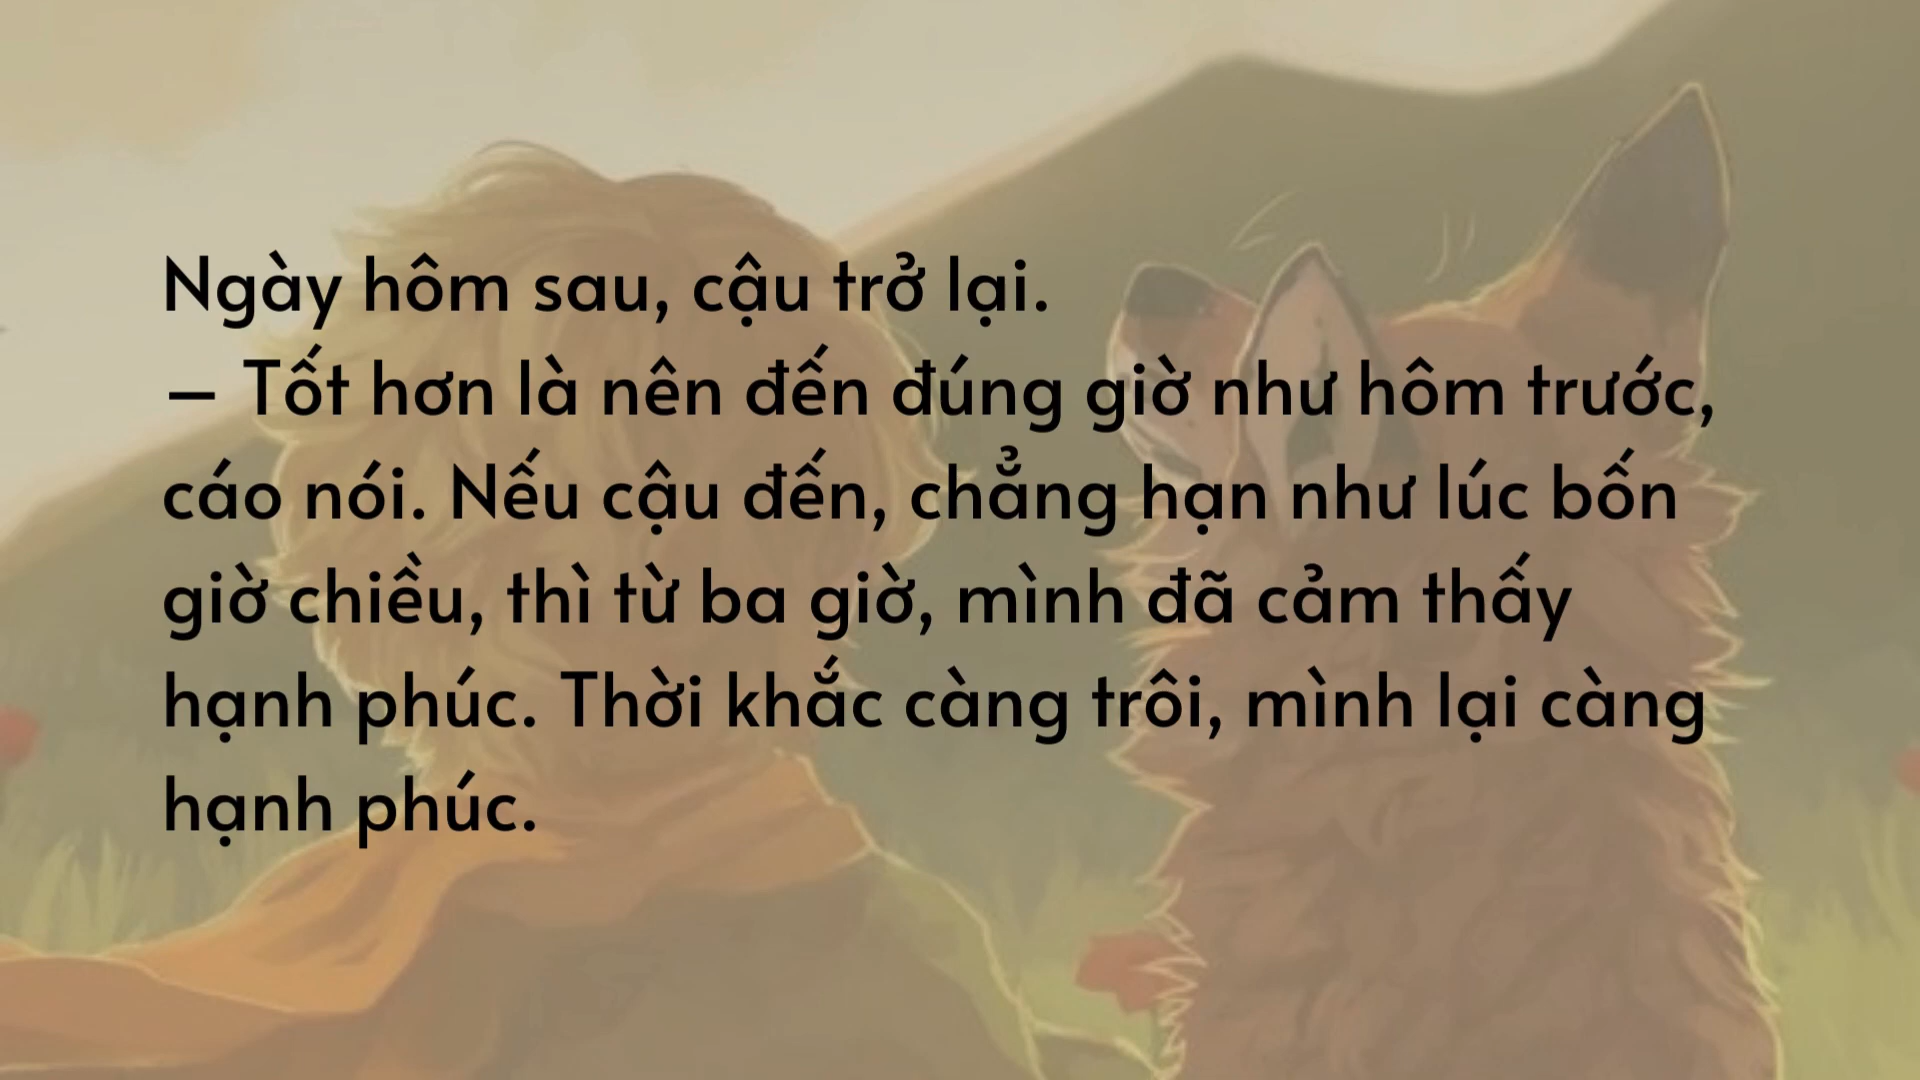 Ngày hôm sau, cậu trở lại.
– Tốt hơn là nên đến đúng giờ như hôm trước,
cáo nói. Nếu cậu đến, chẳng hạn như lúc bốn
giờ chiều, thì từ ba giờ, mình đã cảm thấy
hạnh phúc. Thời khắc càng trôi, mình lại càng
hạnh phúc.